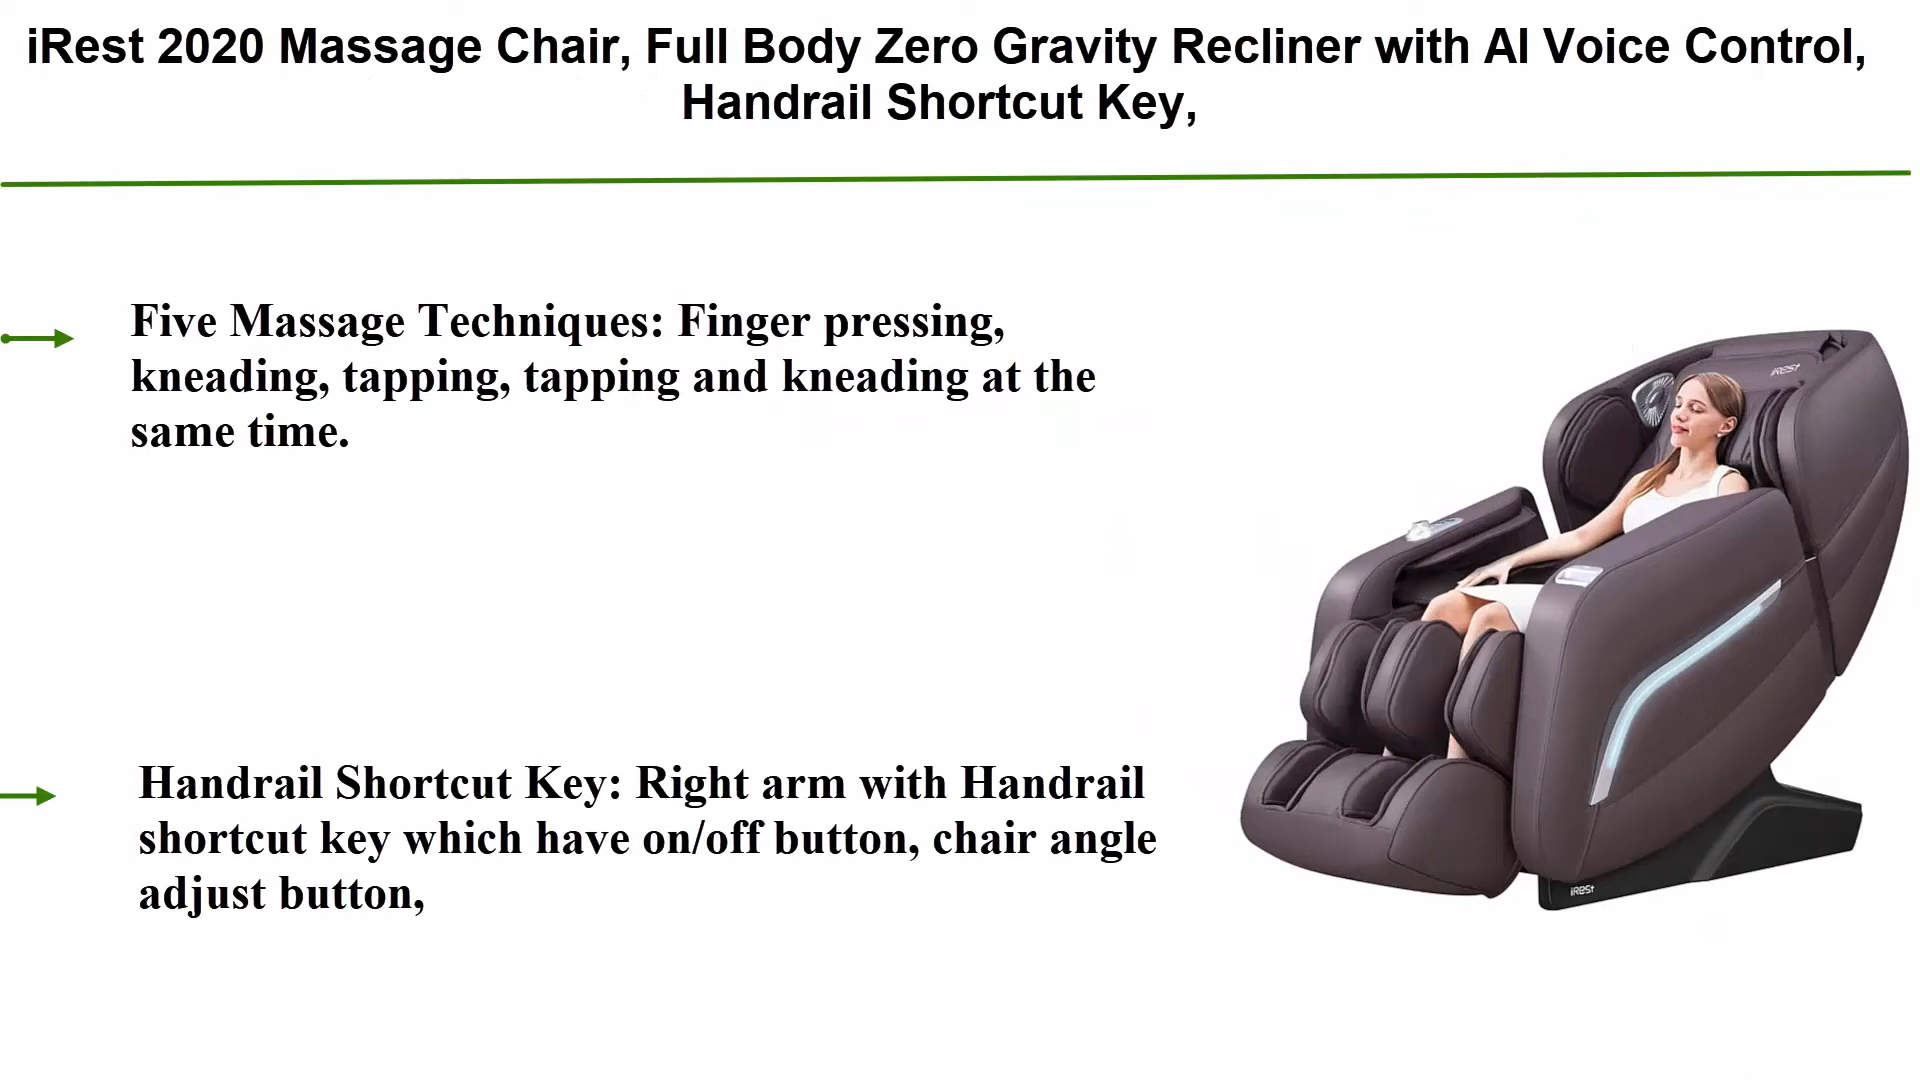 iRest 2020 Massage Chair, Full Body Zero Gravity Recliner with AI Voice Control,
Handrail Shortcut Key,
Five Massage Techniques: Finger pressing,
kneading, tapping, tapping and kneading at the
same time.
iRest
Handrail Shortcut Key: Right arm with Handrail
shortcut key which have on/off button, chair angle
adjust button,
iRest